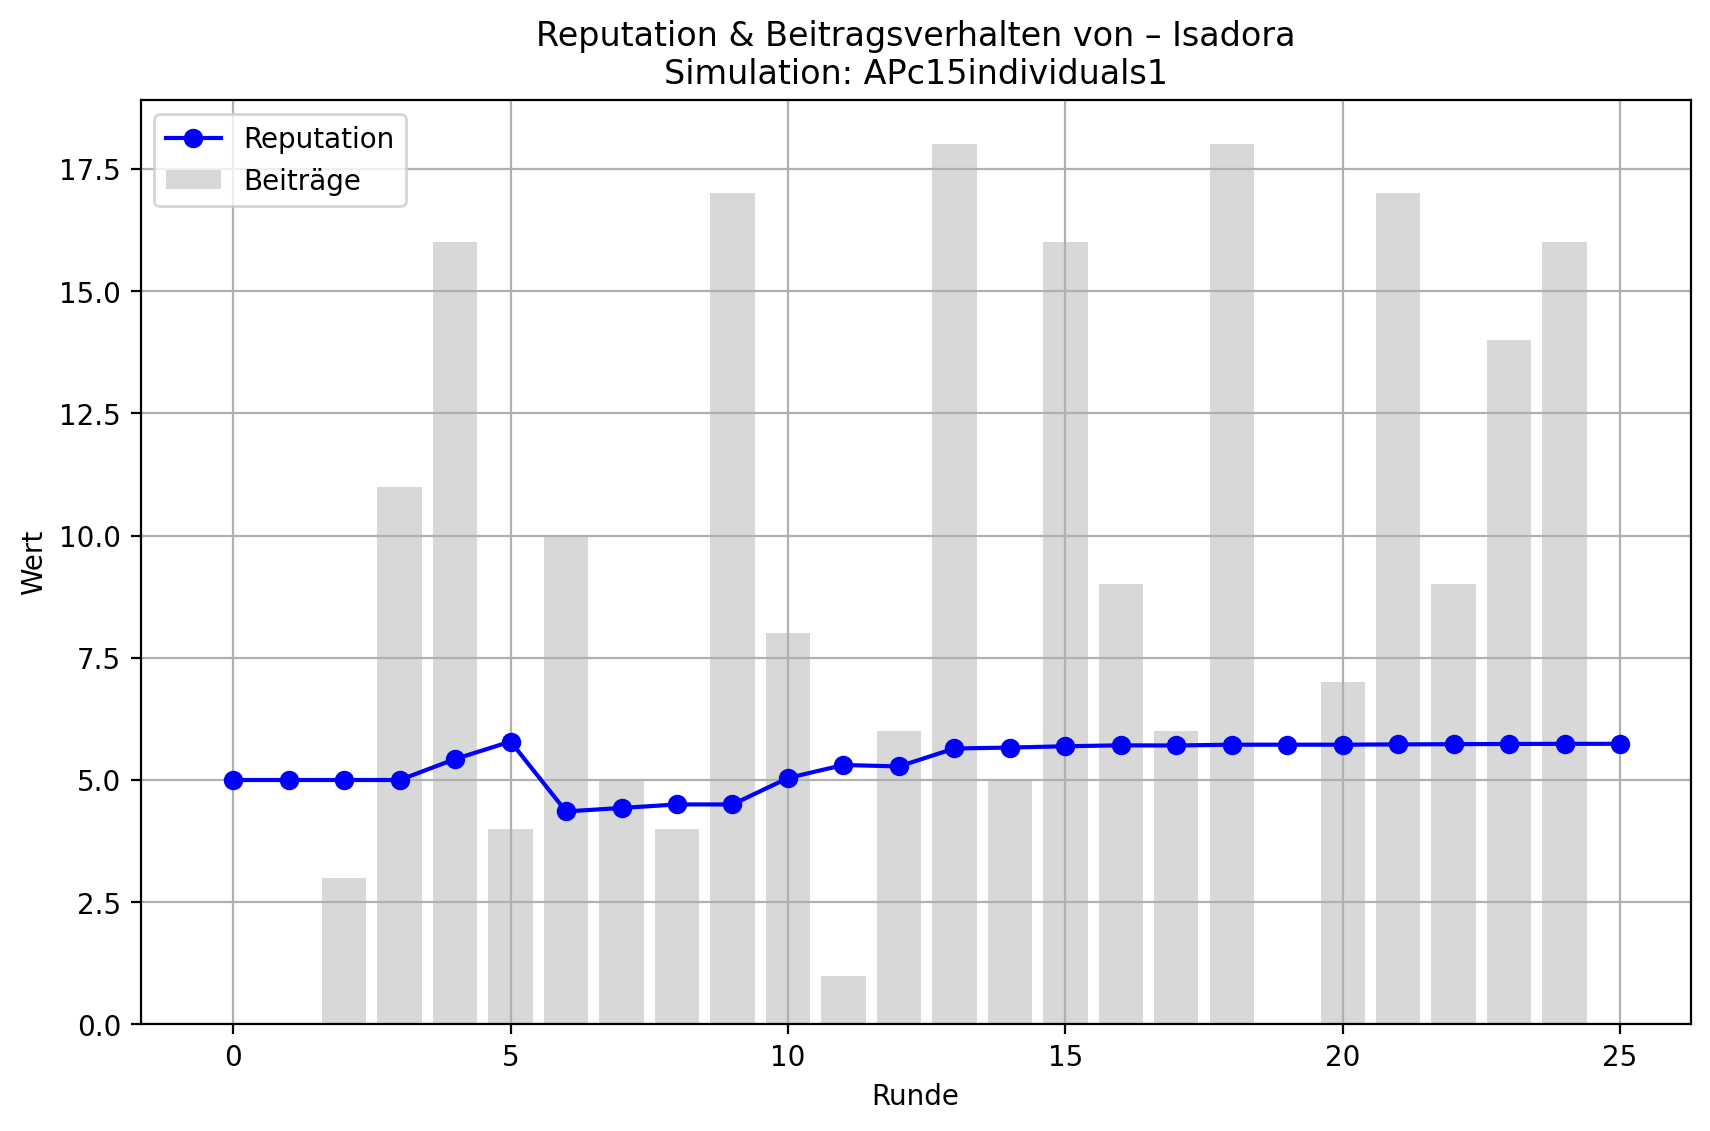 Reputation & Beitragsverhalten von – Isadora
Simulation: APc15individuals1
Reputation
Beiträge
17.5
15.0
12.5
10.0
7.5
5.0
2.5
0.0
Wert
0 5 10 15 20 25
Runde